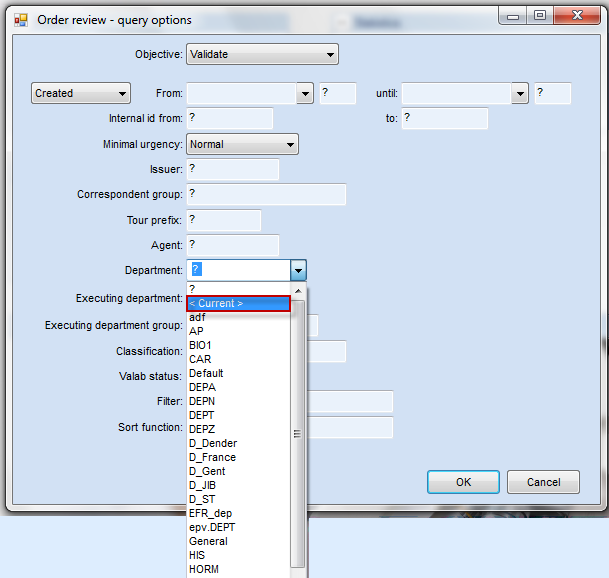 Order review - query options
Objective: Validate
Created From: ? until: ?
Internal id from: ? to: ?
Minimal urgency: Normal
Issuer: ?
Correspondent group: ?
Tour prefix: ?
Agent: ?
Department: ?
?
Executing department: < Current >
adf
Executing department group: AP
BIO1
Classification: CAR
Default
Valab status: DEPA
DEPN
Filter: DEPT
Sort function: DEPZ
D_Dender
D_France
D_Gent
D_JIB
OK Cancel
D_ST
EFR_dep
epv.DEPT
General
HIS
HORM